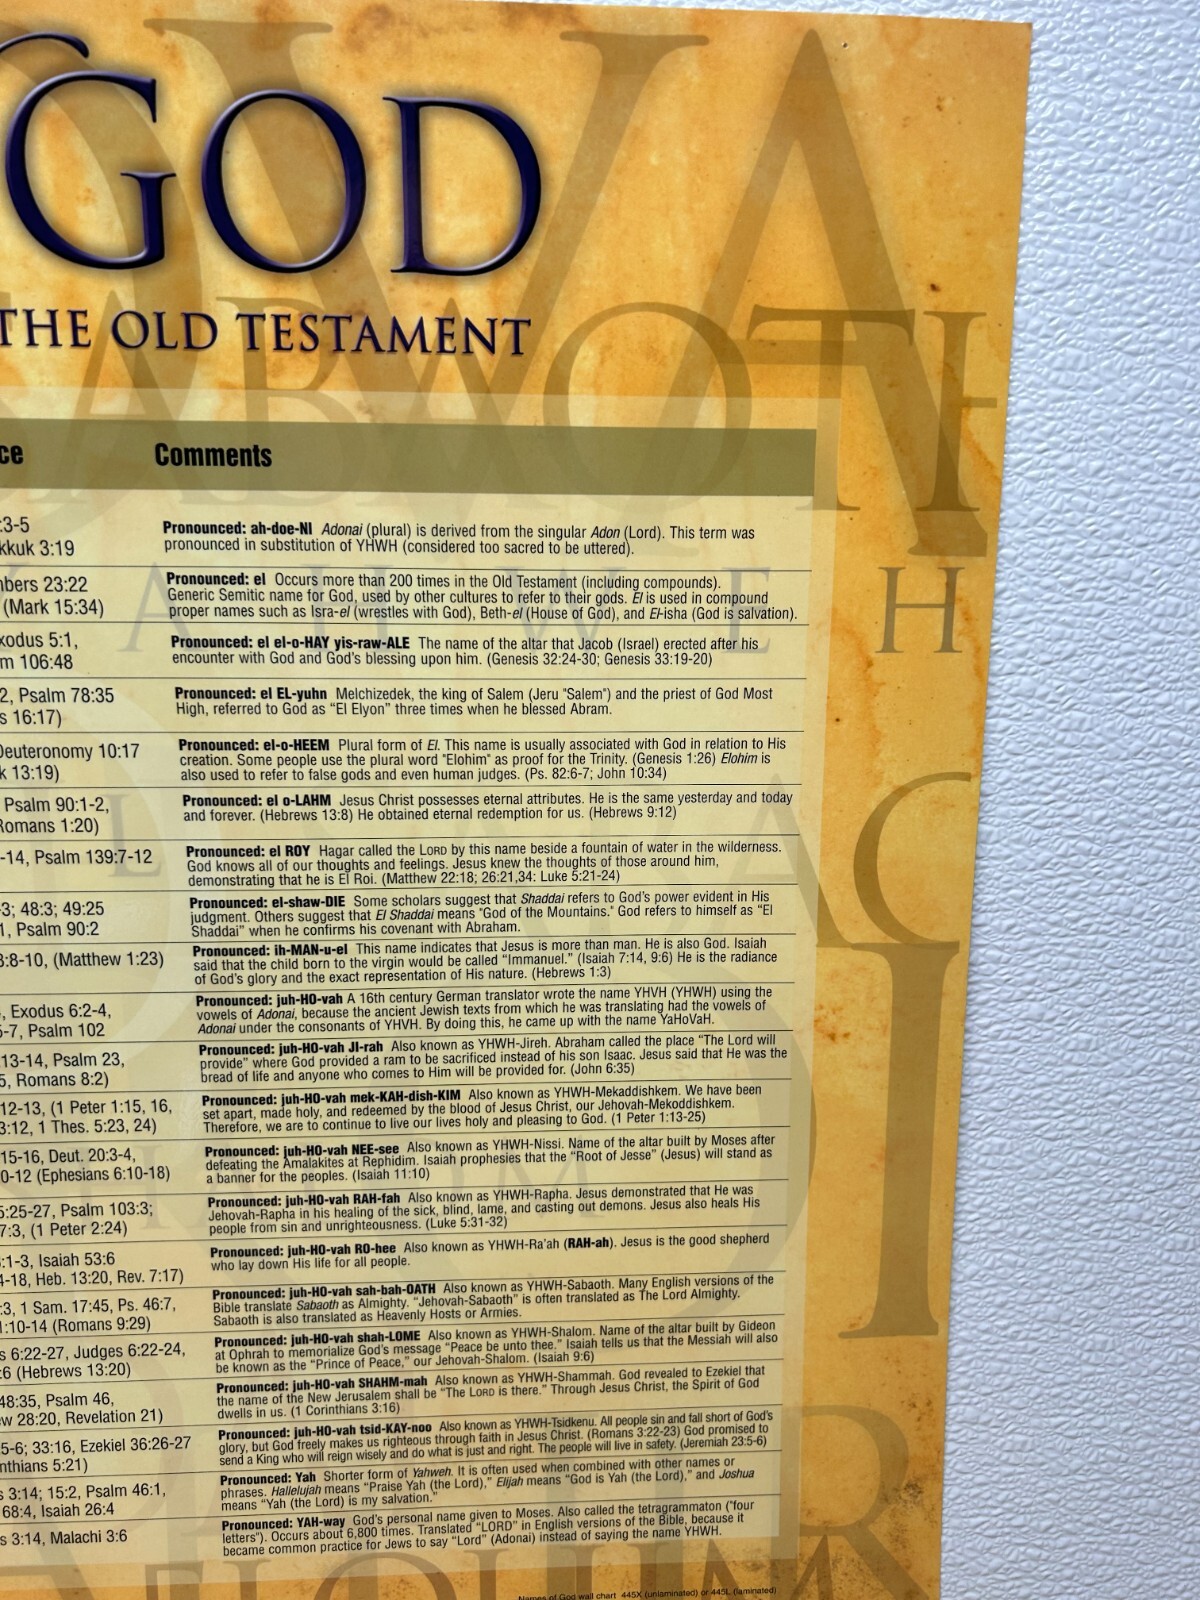 GOD
THE OLD TESTAMENT
Comments
:3-5
kkuk 3:19
Pronounced: ah-doe-NI Adonai (plural) is derived from the singular Adon (Lord). This term was
pronounced in substitution of YHWH (considered too sacred to be uttered).
nbers 23:22
(Mark 15:34)
Pronounced: el Occurs more than 200 times in the Old Testament (including compounds).
Generic Semitic name for God, used by other cultures to refer to their gods. El is used in compound
proper names such as Isra-el (wrestles with God), Beth-el (House of God), and El-isha (God is salvation).
xodus 5:1,
m 106:48
Pronounced: el el-o-HAY yis-raw-ALE The name of the altar that Jacob (Israel) erected after his
encounter with God and God's blessing upon him. (Genesis 32:24-30; Genesis 33:19-20)
2, Psalm 78:35
s 16:17)
Pronounced: el EL-yuhn Melchizedek, the king of Salem (Jeru "Salem") and the priest of God Most
High, referred to God as “El Elyon” three times when he blessed Abram.
Deuteronomy 10:17
k 13:19)
Pronounced: el-o-HEEM Plural form of El. This name is usually associated with God in relation to His
creation. Some people use the plural word "Elohim" as proof for the Trinity. (Genesis 1:26) Elohim is
also used to refer to false gods and even human judges. (Ps. 82:6-7; John 10:34)
Psalm 90:1-2,
Romans 1:20)
Pronounced: el o-LAHM Jesus Christ possesses eternal attributes. He is the same yesterday and today
and forever. (Hebrews 13:8) He obtained eternal redemption for us. (Hebrews 9:12)
-14, Psalm 139:7-12
Pronounced: el ROY Hagar called the LORD by this name beside a fountain of water in the wilderness.
God knows all of our thoughts and feelings. Jesus knew the thoughts of those around him,
demonstrating that he is El Roi. (Matthew 22:18; 26:21,34: Luke 5:21-24)
-3; 48:3; 49:25
1, Psalm 90:2
Pronounced: el-shaw-DIE Some scholars suggest that Shaddai refers to God's power evident in His
judgment. Others suggest that El Shaddai means "God of the Mountains." God refers to himself as “El
Shaddai” when he confirms his covenant with Abraham.
8:8-10, (Matthew 1:23)
Pronounced: ih-MAN-u-el This name indicates that Jesus is more than man. He is also God. Isaiah
said that the child born to the virgin would be called “Immanuel.” (Isaiah 7:14, 9:6) He is the radiance
of God's glory and the exact representation of His nature. (Hebrews 1:3)
, Exodus 6:2-4,
5-7, Psalm 102
Pronounced: juh-HO-vah A 16th century German translator wrote the name YHVH (YHWH) using the
vowels of Adonai, because the ancient Jewish texts from which he was translating had the vowels of
Adonai under the consonants of YHVH. By doing this, he came up with the name YaHoVaH.
13-14, Psalm 23,
5, Romans 8:2)
Pronounced: juh-HO-vah JI-rah Also known as YHWH-Jireh. Abraham called the place “The Lord will
provide” where God provided a ram to be sacrificed instead of his son Isaac. Jesus said that He was the
bread of life and anyone who comes to Him will be provided for. (John 6:35)
12-13, (1 Peter 1:15, 16,
3:12, 1 Thes. 5:23, 24)
Pronounced: juh-HO-vah mek-KAH-dish-KIM Also known as YHWH-Mekaddishkem. We have been
set apart, made holy, and redeemed by the blood of Jesus Christ, our Jehovah-Mekoddishkem.
Therefore, we are to continue to live our lives holy and pleasing to God. (1 Peter 1:13-25)
15-16, Deut. 20:3-4,
0-12 (Ephesians 6:10-18)
Pronounced: juh-HO-vah NEE-see Also known as YHWH-Nissi. Name of the altar built by Moses after
defeating the Amalakites at Rephidim. Isaiah prophesies that the “Root of Jesse” (Jesus) will stand as
a banner for the peoples. (Isaiah 11:10)
5:25-27, Psalm 103:3;
7:3, (1 Peter 2:24)
Pronounced: juh-HO-vah RAH-fah Also known as YHWH-Rapha. Jesus demonstrated that He was
Jehovah-Rapha in his healing of the sick, blind, lame, and casting out demons. Jesus also heals His
people from sin and unrighteousness. (Luke 5:31-32)
:1-3, Isaiah 53:6
4-18, Heb. 13:20, Rev. 7:17)
Pronounced: juh-HO-vah RO-hee Also known as YHWH-Ra'ah (RAH-ah). Jesus is the good shepherd
who lay down His life for all people.
:3, 1 Sam. 17:45, Ps. 46:7,
1:10-14 (Romans 9:29)
Pronounced: juh-HO-vah sah-bah-OATH Also known as YHWH-Sabaoth. Many English versions of the
Bible translate Sabaoth as Almighty. “Jehovah-Sabaoth” is often translated as The Lord Almighty.
Sabaoth is also translated as Heavenly Hosts or Armies.
s 6:22-27, Judges 6:22-24,
:6 (Hebrews 13:20)
Pronounced: juh-HO-vah shah-LOME Also known as YHWH-Shalom. Name of the altar built by Gideon
at Ophrah to memorialize God's message “Peace be unto thee.” Isaiah tells us that the Messiah will also
be known as the “Prince of Peace,” our Jehovah-Shalom. (Isaiah 9:6)
48:35, Psalm 46,
ew 28:20, Revelation 21)
Pronounced: juh-HO-vah SHAHM-mah Also known as YHWH-Shammah. God revealed to Ezekiel that
the name of the New Jerusalem shall be “The LORD is there.” Through Jesus Christ, the Spirit of God
dwells in us. (1 Corinthians 3:16)
:5-6; 33:16, Ezekiel 36:26-27
nthians 5:21)
Pronounced: juh-HO-vah tsid-KAY-noo Also known as YHWH-Tsidkenu. All people sin and fall short of God's
glory, but God freely makes us righteous through faith in Jesus Christ. (Romans 3:22-23) God promised to
send a King who will reign wisely and do what is just and right. The people will live in safety. (Jeremiah 23:5-6)
s 3:14; 15:2, Psalm 46:1,
68:4, Isaiah 26:4
Pronounced: Yah Shorter form of Yahweh. It is often used when combined with other names or
phrases. Hallelujah means “Praise Yah (the Lord),” Elijah means “God is Yah (the Lord),” and Joshua
means “Yah (the Lord) is my salvation.”
s 3:14, Malachi 3:6
Pronounced: YAH-way God's personal name given to Moses. Also called the tetragrammaton (“four
letters”). Occurs about 6,800 times. Translated “LORD” in English versions of the Bible, because it
became common practice for Jews to say “Lord” (Adonai) instead of saying the name YHWH.
Names of God wall chart 445X (unlaminated) or 445L (laminated)